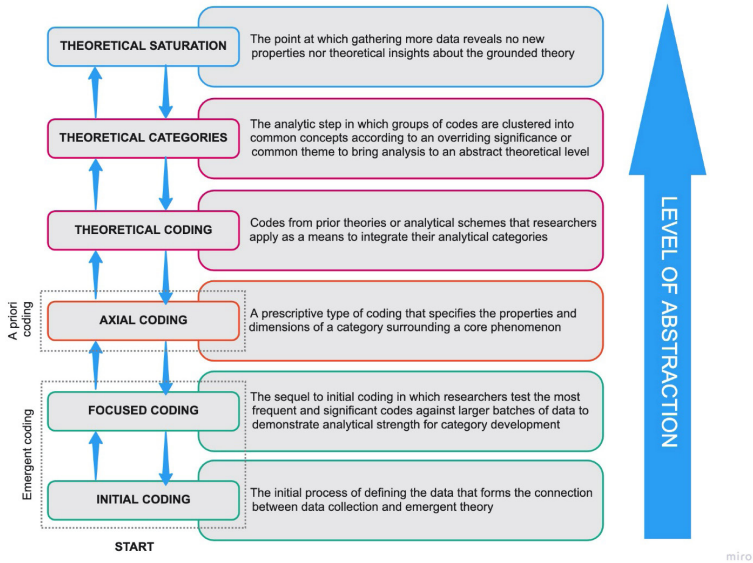 THEORETICAL SATURATION
The point at which gathering more data reveals no new
properties nor theoretical insights about the grounded theory
THEORETICAL CATEGORIES
The analytic step in which groups of codes are clustered into
common concepts according to an overriding significance or
common theme to bring analysis to an abstract theoretical level
THEORETICAL CODING
Codes from prior theories or analytical schemes that researchers
apply as a means to integrate their analytical categories
A priori
coding
AXIAL CODING
A prescriptive type of coding that specifies the properties and
dimensions of a category surrounding a core phenomenon
Emergent coding
FOCUSED CODING
The sequel to initial coding in which researchers test the most
frequent and significant codes against larger batches of data to
demonstrate analytical strength for category development
INITIAL CODING
The initial process of defining the data that forms the connection
between data collection and emergent theory
START
LEVEL OF ABSTRACTION
miro